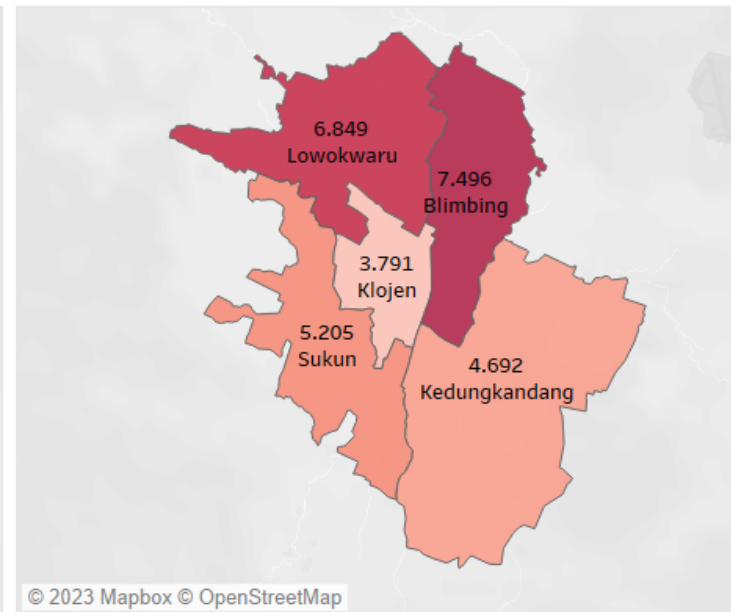 6.849
Lowokwaru
7.496
Blimbing
3.791
Klojen
5.205
Sukun
4.692
Kedungkandang
© 2023 Mapbox © OpenStreetMap